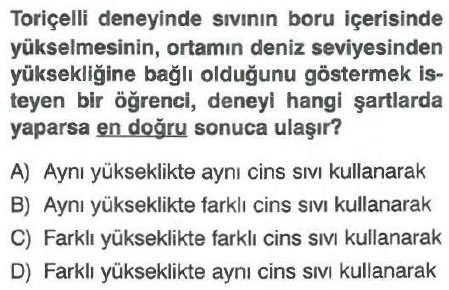 Toriçelli deneyinde sıvının boru içerisinde
yükselmesinin, ortamın deniz seviyesinden
yüksekliğine bağlı olduğunu göstermek is-
teyen bir öğrenci, deneyi hangi şartlarda
yaparsa en doğru sonuca ulaşır?
A) Aynı yükseklikte aynı cins sıvı kullanarak
B) Aynı yükseklikte farklı cins sıvı kullanarak
C) Farklı yükseklikte farklı cins sıvı kullanarak
D) Farklı yükseklikte aynı cins sıvı kullanarak